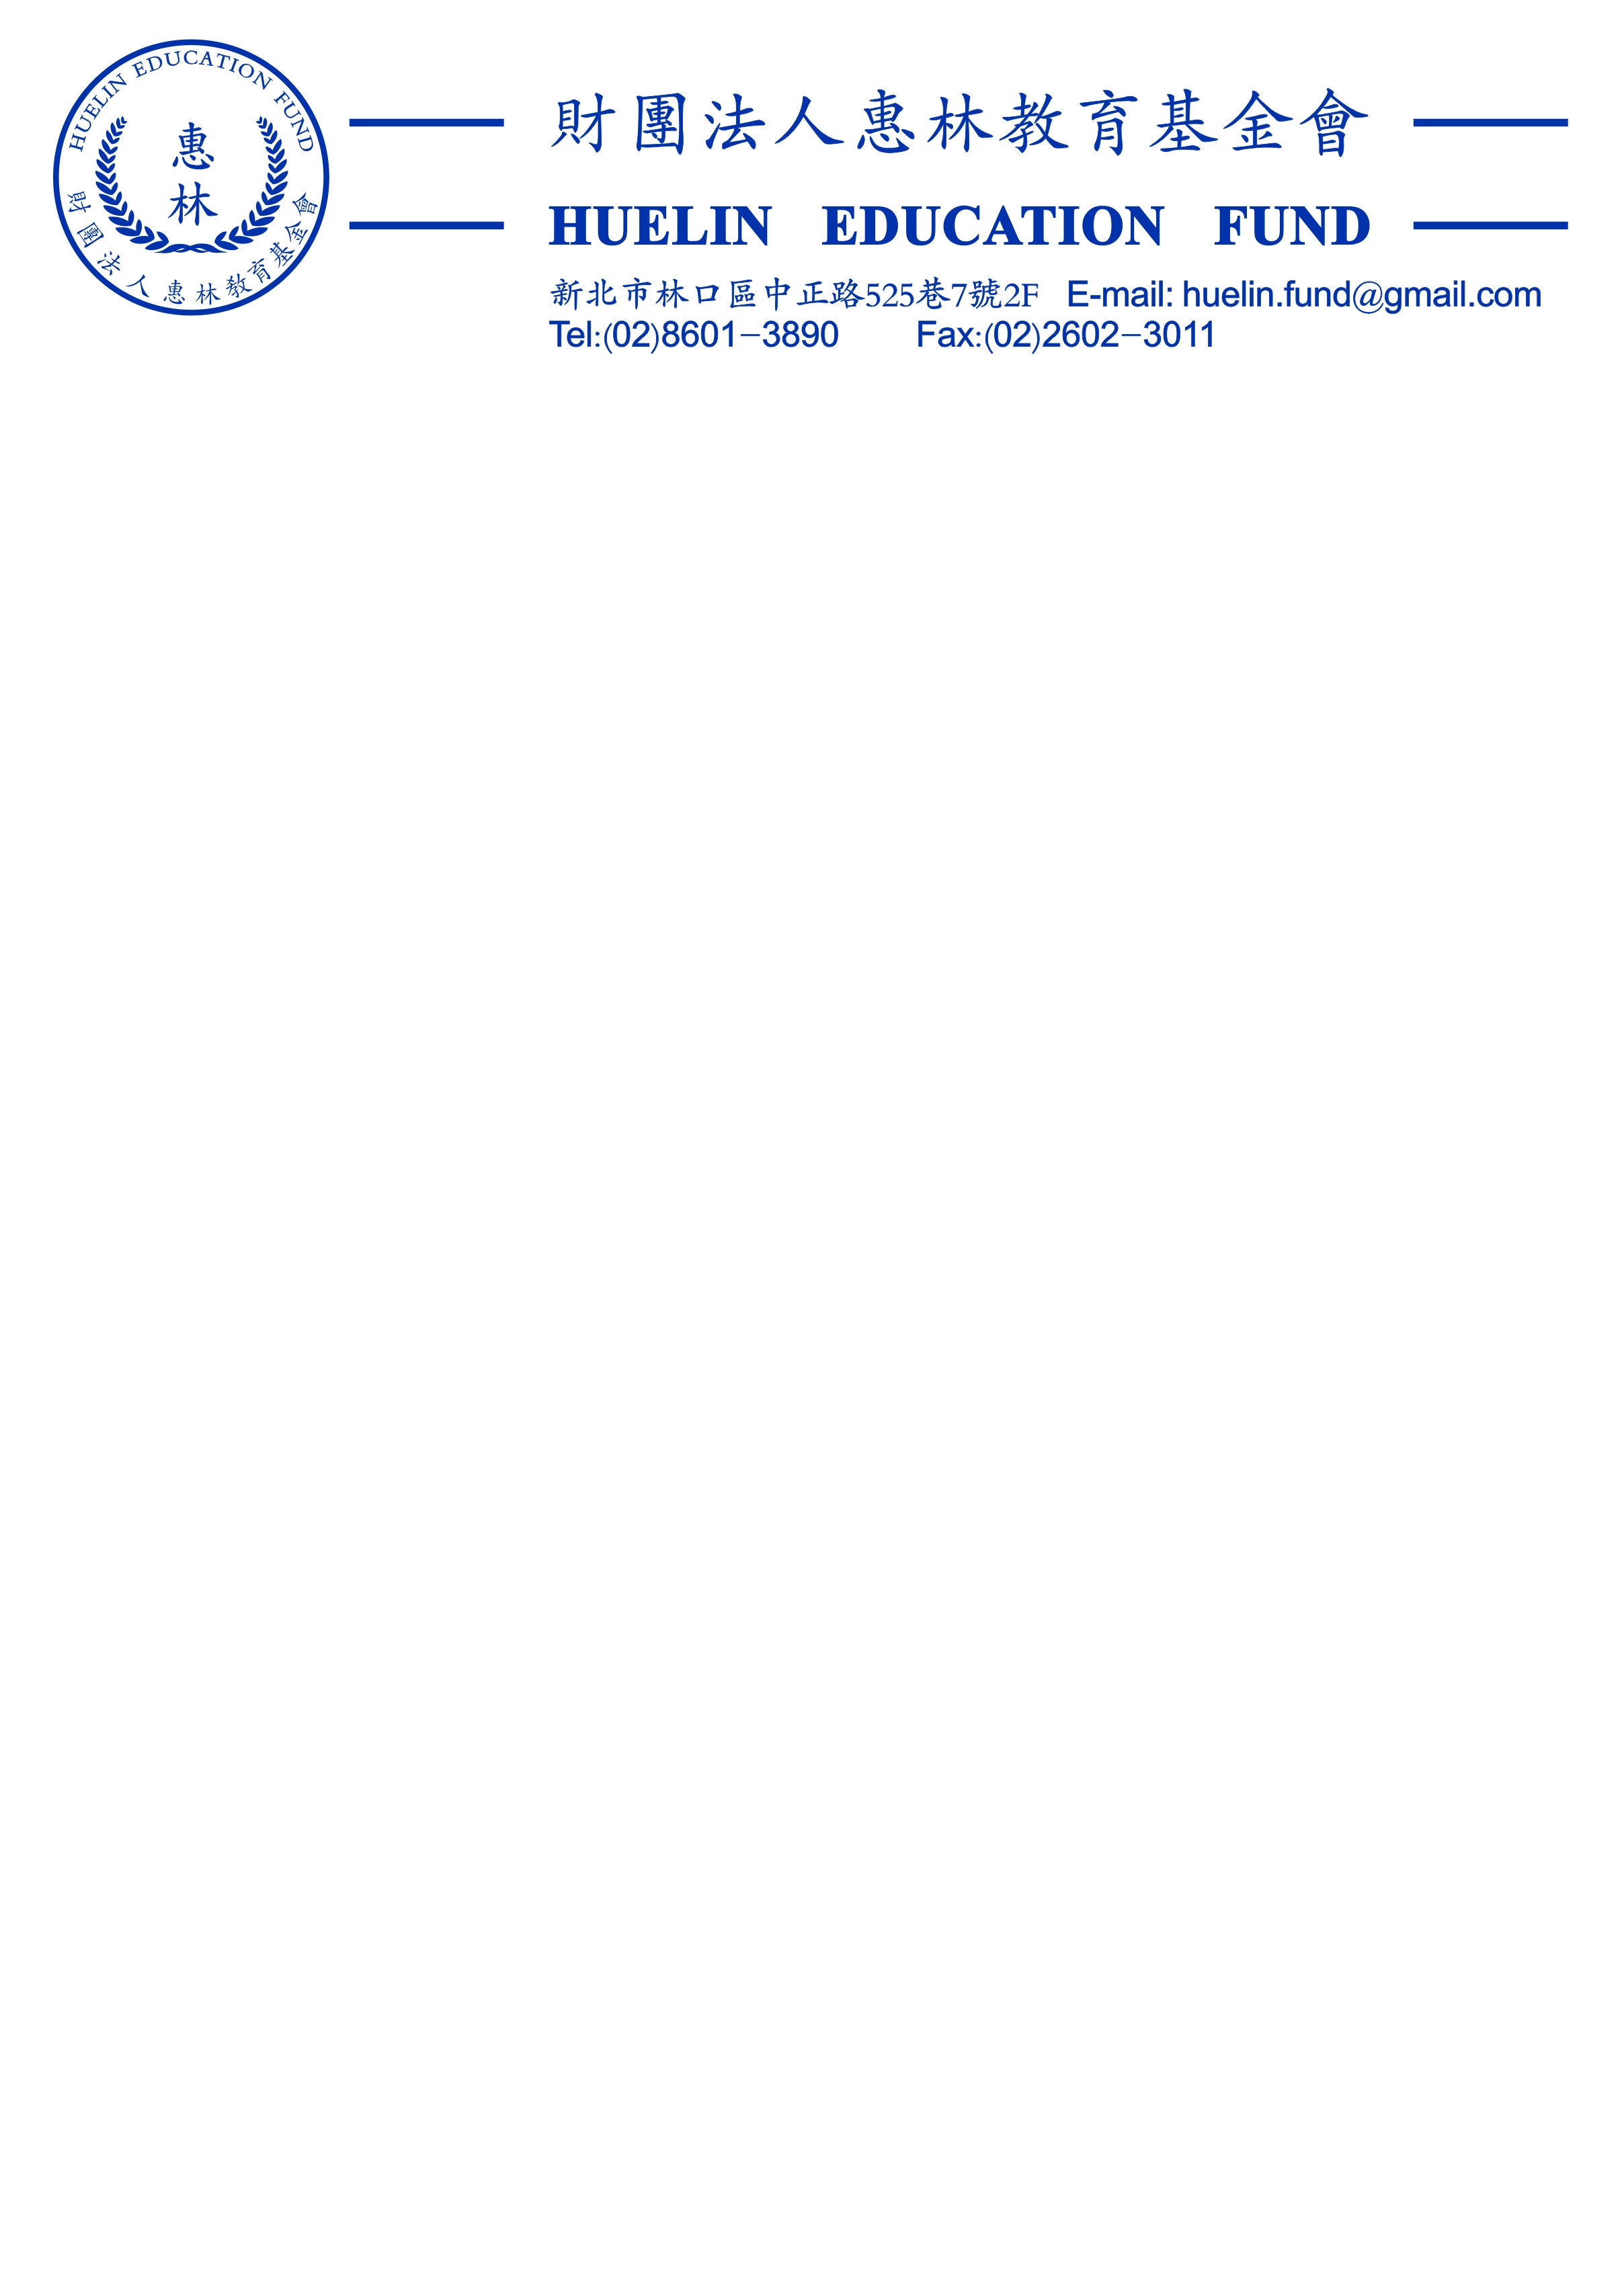 HUELIN EDUCATION FUND
惠
林
財團法人惠林教育基金會
財團法人惠林教育基金會
HUELIN EDUCATION FUND
新北市林口區中正路525巷7號2F E-mail: huelin.fund@gmail.com
Tel:(02)8601-3890 Fax:(02)2602-3011